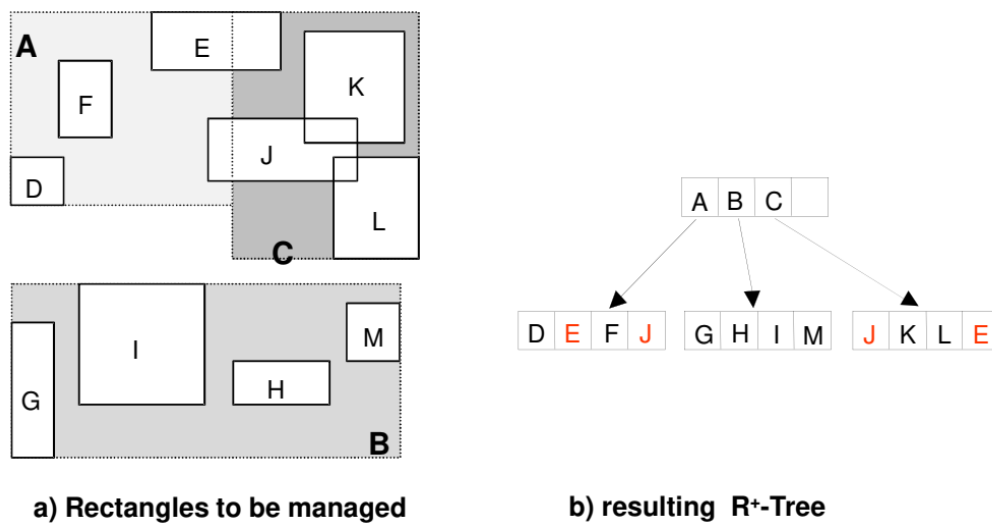 A
E
K
F
J
D
L
C
I
M
H
G
B
a) Rectangles to be managed
A B C
D E F J
G H I M
J K L E
b) resulting R+-Tree